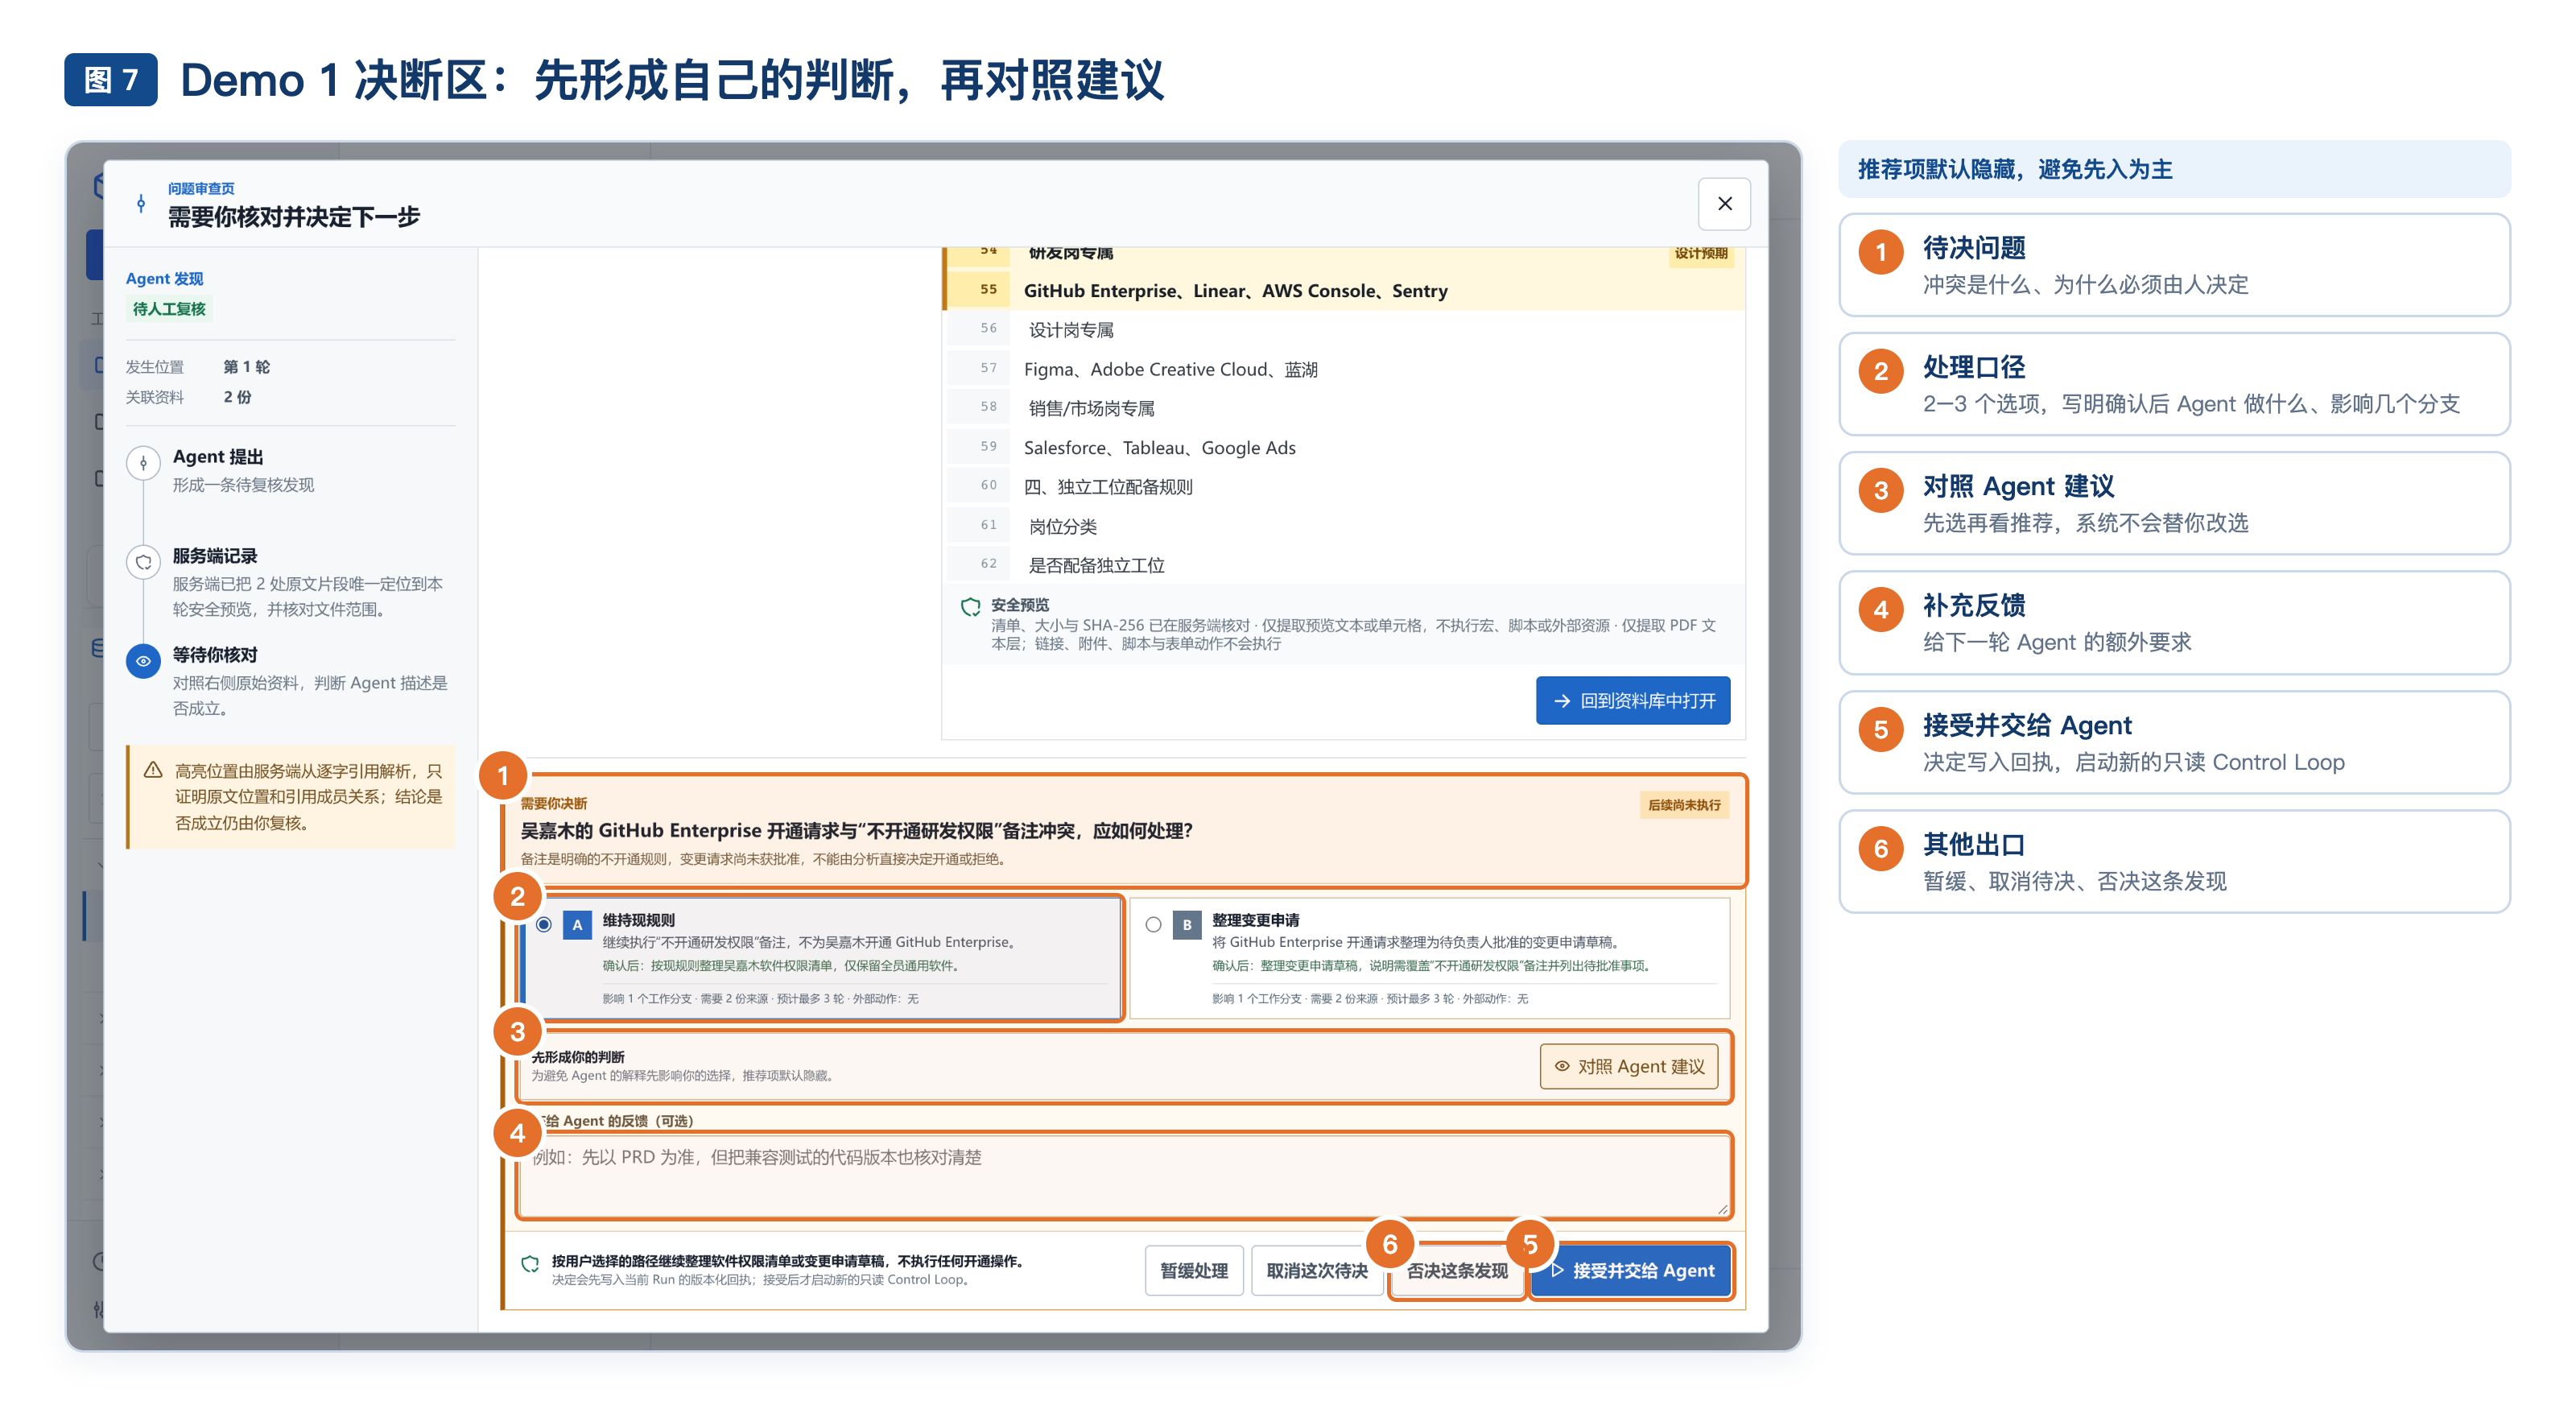 图 7
Demo 1 决断区：先形成自己的判断，再对照建议
问题审查页
需要你核对并决定下一步
Agent 发现
待人工复核
发生位置 第 1 轮
关联资料 2 份
Agent 提出
形成一条待复核发现
服务端记录
服务端已把 2 处原文片段唯一定位到本
轮安全预览，并核对文件范围。
等待你核对
对照右侧原始资料，判断 Agent 描述是
否成立。
高亮位置由服务端从逐字引用解析，只
证明原文位置和引用成员关系；结论是
否成立仍由你复核。
54 研发岗专属 设计预期
55 GitHub Enterprise、Linear、AWS Console、Sentry
56 设计岗专属
57 Figma、Adobe Creative Cloud、蓝湖
58 销售/市场岗专属
59 Salesforce、Tableau、Google Ads
60 四、独立工位配备规则
61 岗位分类
62 是否配备独立工位
安全预览
清单、大小与 SHA-256 已在服务端核对 · 仅提取预览文本或单元格，不执行宏、脚本或外部资源 · 仅提取 PDF 文
本层；链接、附件、脚本与表单动作不会执行
回到资料库中打开
1
需要你决断
后续尚未执行
吴嘉木的 GitHub Enterprise 开通请求与“不开通研发权限”备注冲突，应如何处理？
备注是明确的不开通规则，变更请求尚未获批准，不能由分析直接决定开通或拒绝。
2
A 维持现规则
继续执行“不开通研发权限”备注，不为吴嘉木开通 GitHub Enterprise。
确认后：按现规则整理吴嘉木软件权限清单，仅保留全员通用软件。
影响 1 个工作分支 · 需要 2 份来源 · 预计最多 3 轮 · 外部动作：无
B 整理变更申请
将 GitHub Enterprise 开通请求整理为待负责人批准的变更申请草稿。
确认后：整理变更申请草稿，说明需覆盖“不开通研发权限”备注并列出待批准事项。
影响 1 个工作分支 · 需要 2 份来源 · 预计最多 3 轮 · 外部动作：无
3
先形成你的判断
为避免 Agent 的解释先影响你的选择，推荐项默认隐藏。
对照 Agent 建议
4
给 Agent 的反馈（可选）
例如：先以 PRD 为准，但把兼容测试的代码版本也核对清楚
按用户选择的路径继续整理软件权限清单或变更申请草稿，不执行任何开通操作。
决定会先写入当前 Run 的版本化回执；接受后才启动新的只读 Control Loop。
暂缓处理
取消这次待决
6
否决这条发现
5
接受并交给 Agent
推荐项默认隐藏，避免先入为主
1 待决问题
冲突是什么、为什么必须由人决定
2 处理口径
2–3 个选项，写明确认后 Agent 做什么、影响几个分支
3 对照 Agent 建议
先选再看推荐，系统不会替你改选
4 补充反馈
给下一轮 Agent 的额外要求
5 接受并交给 Agent
决定写入回执，启动新的只读 Control Loop
6 其他出口
暂缓、取消待决、否决这条发现